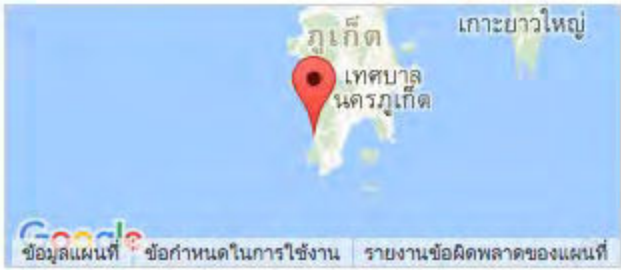 ภูเก็ต
เกาะยาวใหญ่
เทศบาล
นครภูเก็ต
Google
ข้อมูลแผนที่ ข้อกำหนดในการใช้งาน รายงานข้อผิดพลาดของแผนที่